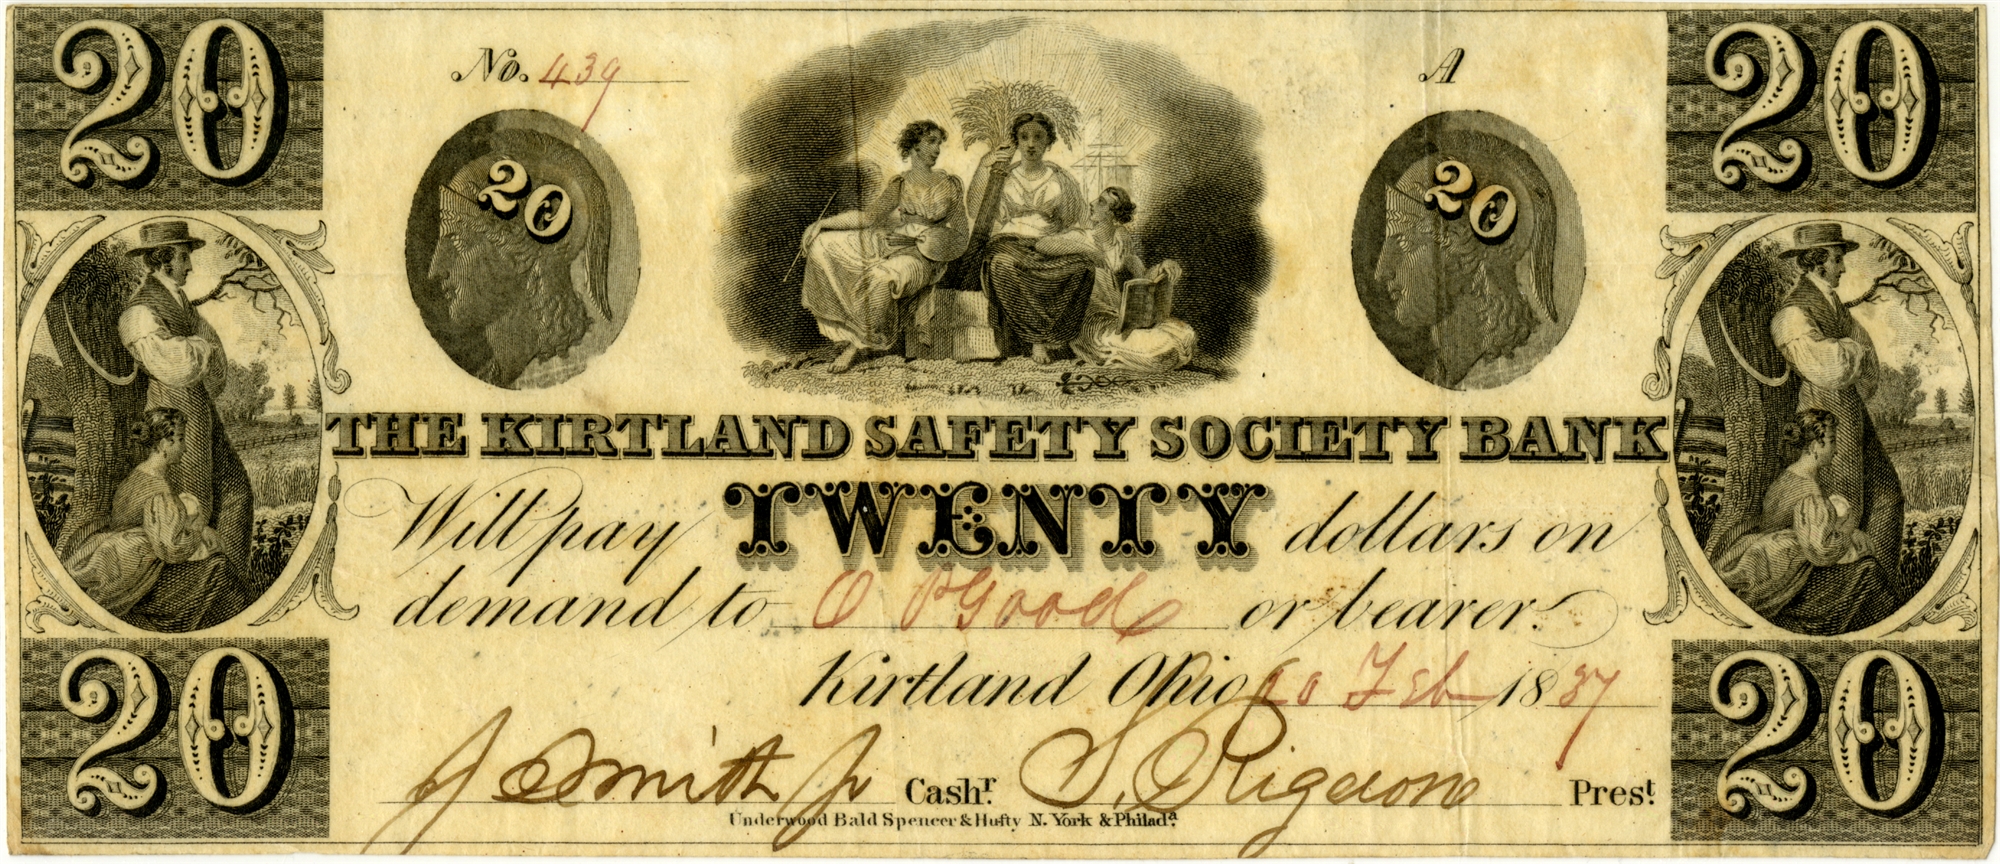 20 20
No. 439 A
20 20
THE KIRTLAND SAFETY SOCIETY BANK
Will pay TWENTY dollars on
demand to O P Good or bearer.
Kirtland Ohio 10 Feb 1837
J Smith Jr Cashr. S. Rigdon Prest.
20 20
Underwood Bald Spencer & Hufty N. York & Philada.